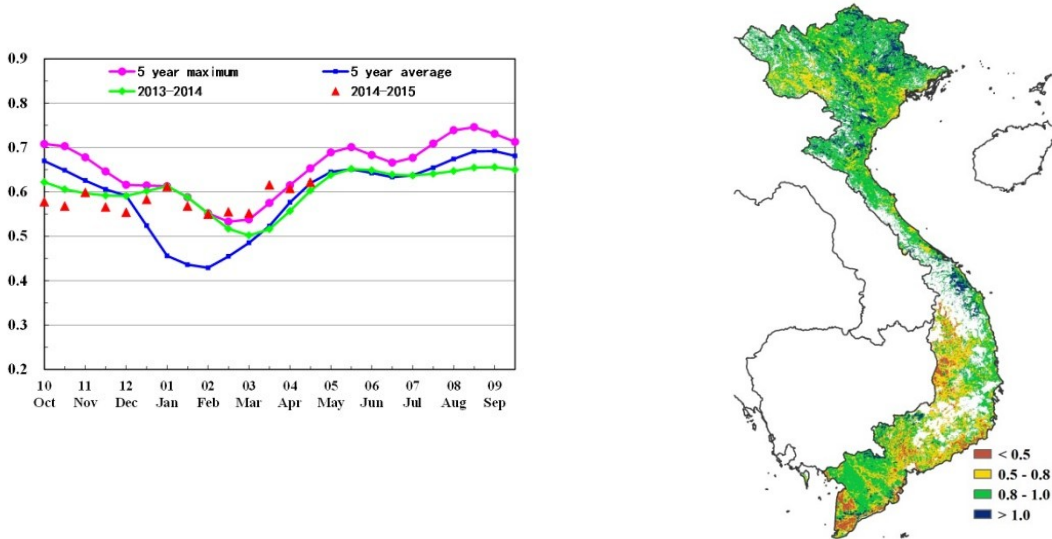 0.9
0.8
0.7
0.6
0.5
0.4
0.3
0.2
5 year maximum
5 year average
2013-2014
2014-2015
10 11 12 01 02 03 04 05 06 07 08 09
Oct Nov Dec Jan Feb Mar Apr May Jun Jul Aug Sep
< 0.5
0.5 - 0.8
0.8 - 1.0
> 1.0